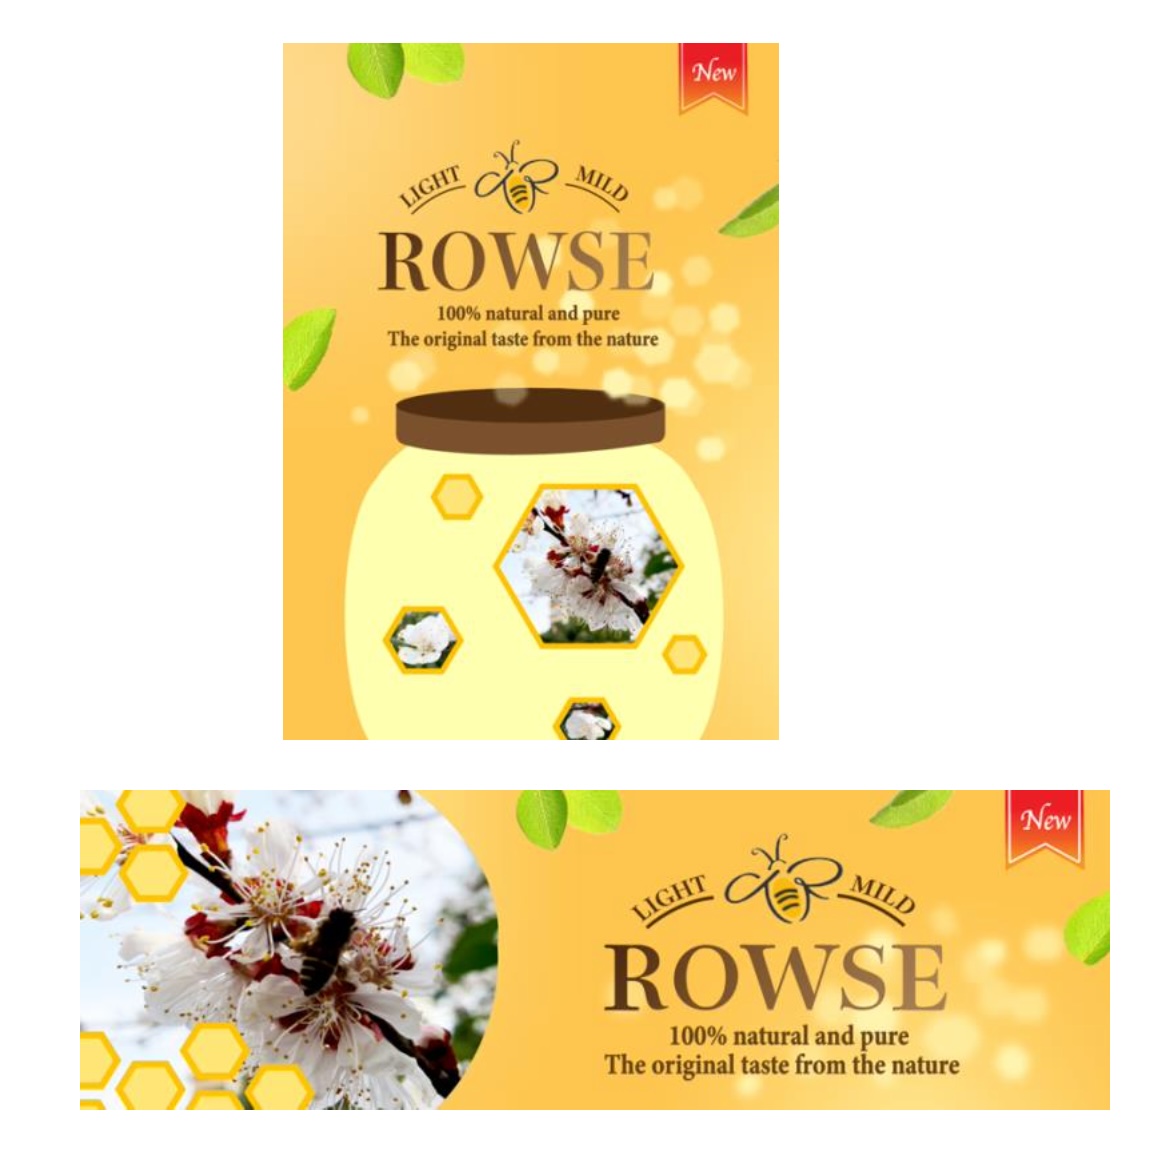 New
LIGHT MILD
ROWSE
100% natural and pure
The original taste from the nature
New
LIGHT MILD
ROWSE
100% natural and pure
The original taste from the nature